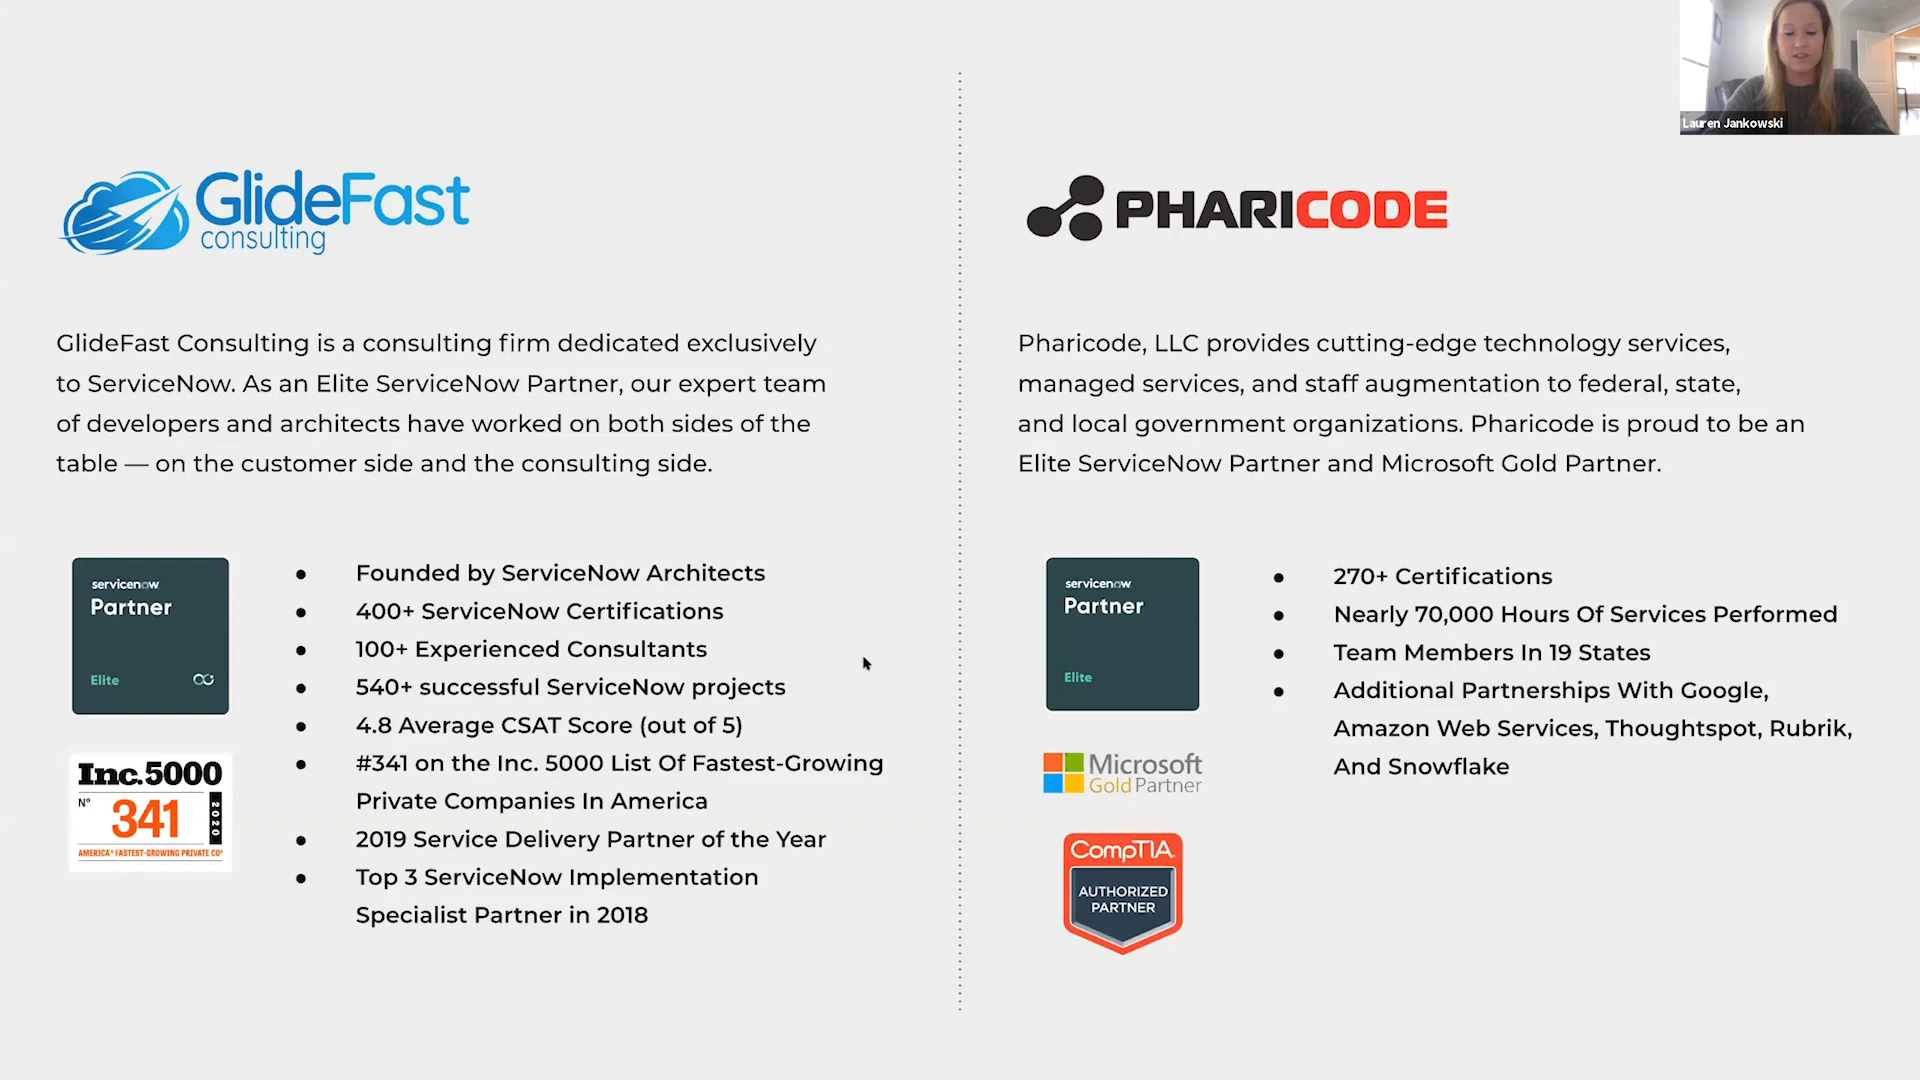 Lauren Jankowski
GlideFast
consulting
GlideFast Consulting is a consulting firm dedicated exclusively
to ServiceNow. As an Elite ServiceNow Partner, our expert team
of developers and architects have worked on both sides of the
table — on the customer side and the consulting side.
servicenow
Partner
Elite
Inc.5000
N° 341 2020
AMERICA'S FASTEST-GROWING PRIVATE CO
● Founded by ServiceNow Architects
● 400+ ServiceNow Certifications
● 100+ Experienced Consultants
● 540+ successful ServiceNow projects
● 4.8 Average CSAT Score (out of 5)
● #341 on the Inc. 5000 List Of Fastest-Growing
Private Companies In America
● 2019 Service Delivery Partner of the Year
● Top 3 ServiceNow Implementation
Specialist Partner in 2018
PHARICODE
Pharicode, LLC provides cutting-edge technology services,
managed services, and staff augmentation to federal, state,
and local government organizations. Pharicode is proud to be an
Elite ServiceNow Partner and Microsoft Gold Partner.
servicenow
Partner
Elite
Microsoft
Gold Partner
CompTIA.
AUTHORIZED
PARTNER
● 270+ Certifications
● Nearly 70,000 Hours Of Services Performed
● Team Members In 19 States
● Additional Partnerships With Google,
Amazon Web Services, Thoughtspot, Rubrik,
And Snowflake